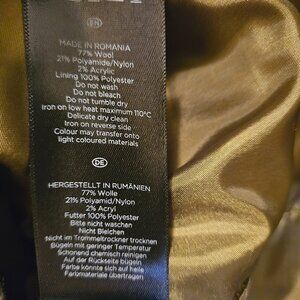 EN
MADE IN ROMANIA
77% Wool
21% Polyamide/Nylon
2% Acrylic
Lining 100% Polyester
Do not wash
Do not bleach
Do not tumble dry
Iron on low heat maximum 110°C
Delicate dry clean
Iron on reverse side
Colour may transfer onto
light coloured materials
DE
HERGESTELLT IN RUMÄNIEN
77% Wolle
21% Polyamid/Nylon
2% Acryl
Futter 100% Polyester
Bitte nicht waschen
Nicht Bleichen
Nicht im Trommeltrockner trocknen
Bügeln mit geringer Temperatur
Schonend chemisch reinigen
Auf der Rückseite bügeln
Farbe könnte sich auf helle
Farbmaterialien übertragen